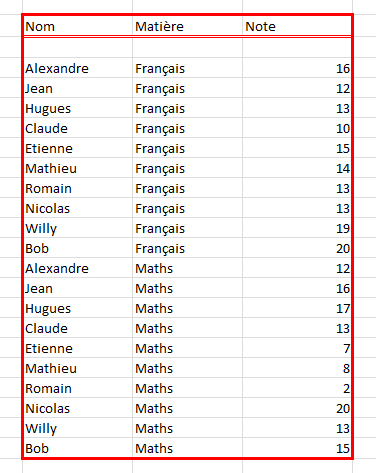 Nom Matière Note
Alexandre Français 16
Jean Français 12
Hugues Français 13
Claude Français 10
Etienne Français 15
Mathieu Français 14
Romain Français 13
Nicolas Français 13
Willy Français 19
Bob Français 20
Alexandre Maths 12
Jean Maths 16
Hugues Maths 17
Claude Maths 13
Etienne Maths 7
Mathieu Maths 8
Romain Maths 2
Nicolas Maths 20
Willy Maths 13
Bob Maths 15